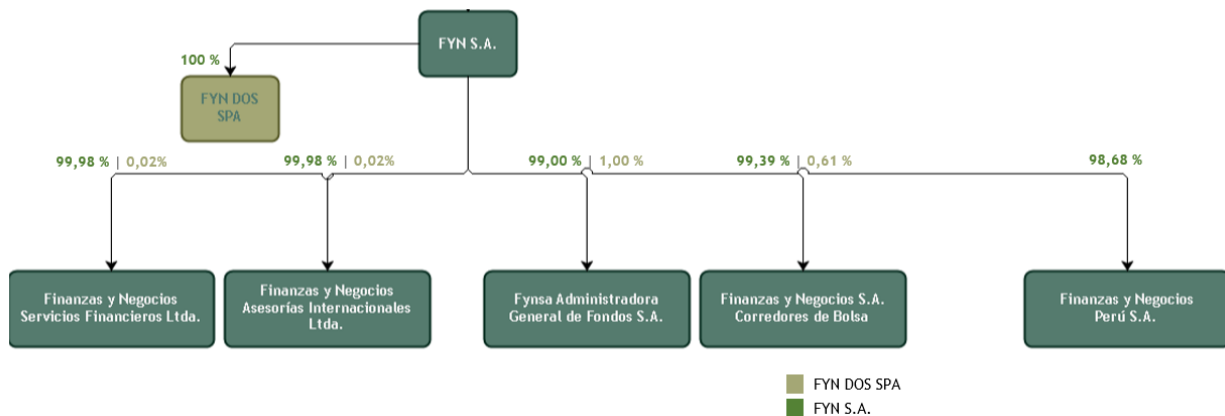 FYN S.A.
100 %
FYN DOS
SPA
99,98 % | 0,02%
99,98 % | 0,02%
99,00 % | 1,00 %
99,39 % | 0,61 %
98,68 %
Finanzas y Negocios
Servicios Financieros Ltda.
Finanzas y Negocios
Asesorías Internacionales
Ltda.
Fynsa Administradora
General de Fondos S.A.
Finanzas y Negocios S.A.
Corredores de Bolsa
Finanzas y Negocios
Perú S.A.
FYN DOS SPA
FYN S.A.